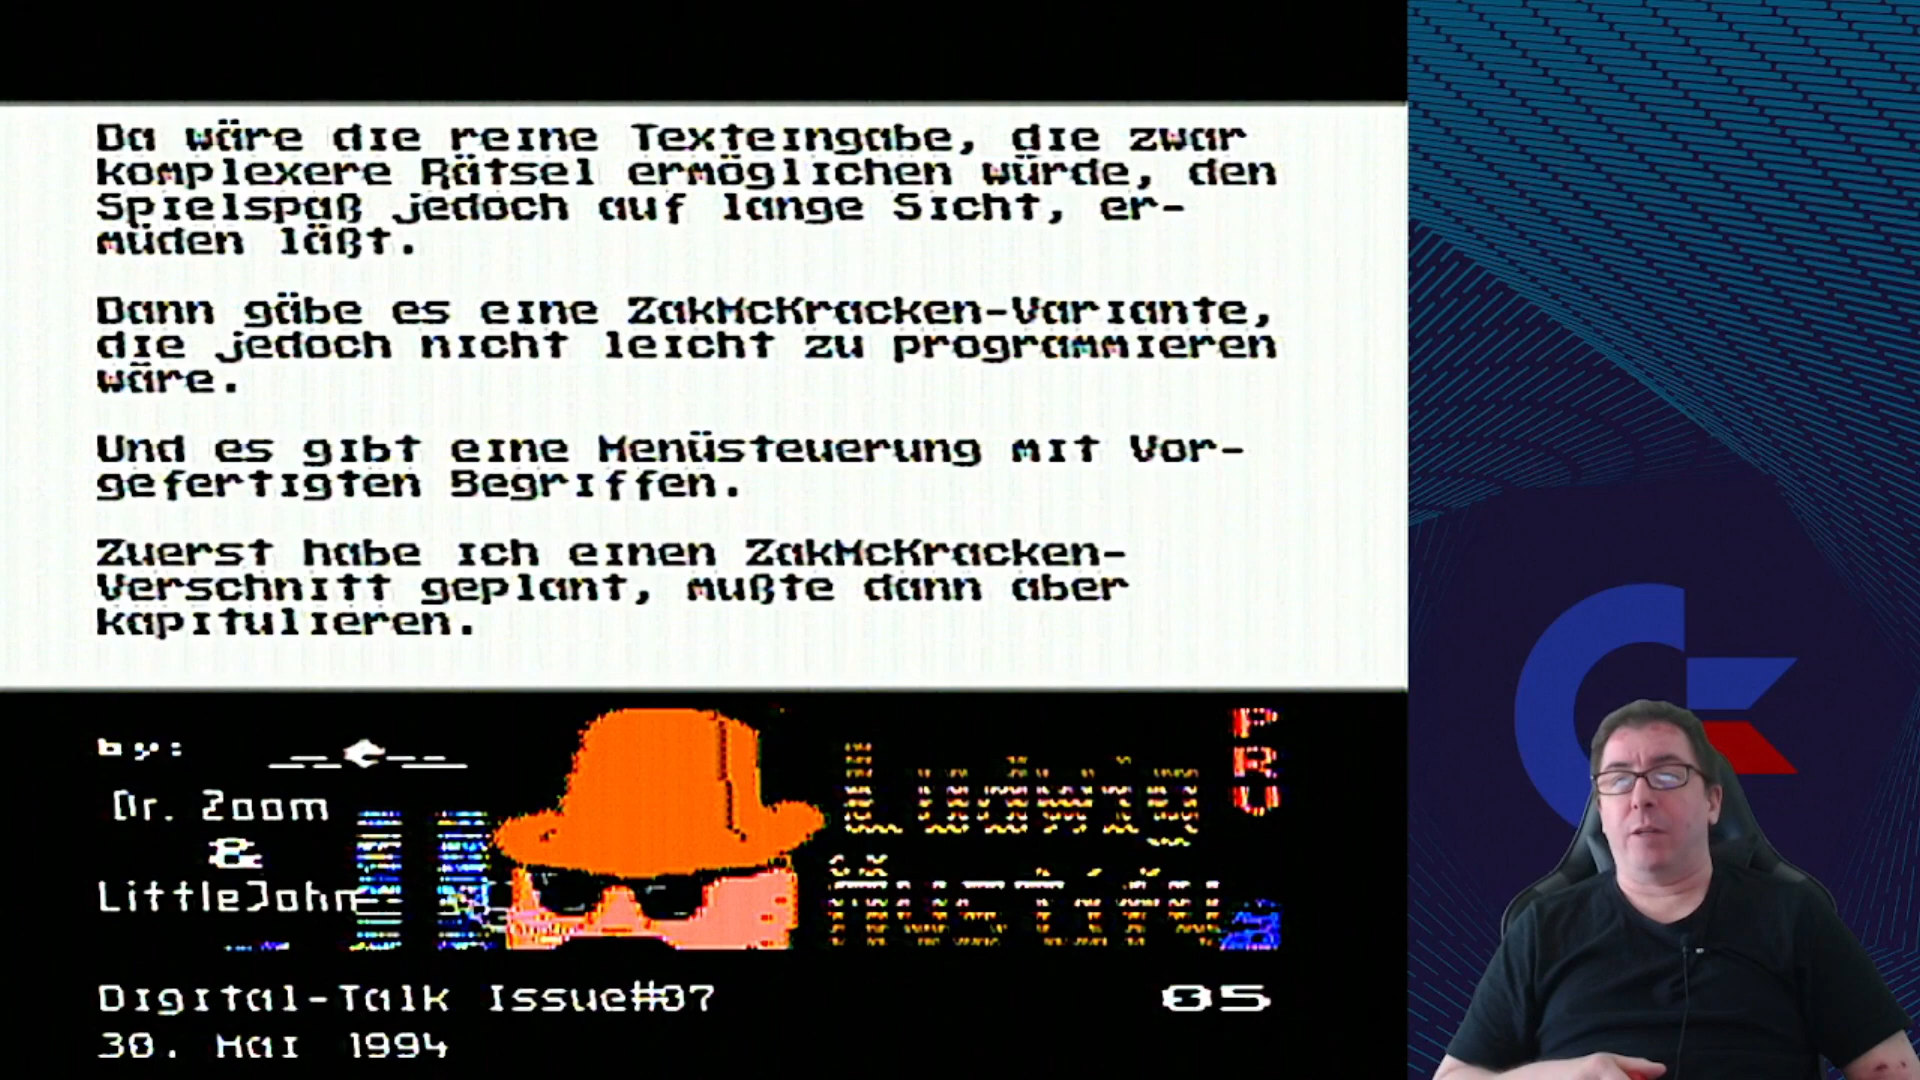 Da wäre die reine Texteingabe, die zwar
komplexere Rätsel ermöglichen würde, den
Spielspaß jedoch auf lange Sicht, er-
müden läßt.
Dann gäbe es eine ZakMcKracken-Variante,
die jedoch nicht leicht zu programmieren
wäre.
Und es gibt eine Menüsteuerung mit Vor-
gefertigten Begriffen.
Zuerst habe ich einen ZakMcKracken-
Verschnitt geplant, mußte dann aber
kapitulieren.
by:
Dr. Zoom
&
LittleJohn
Ludwig
PRO
Digital-Talk Issue#07
05
30. Mai 1994